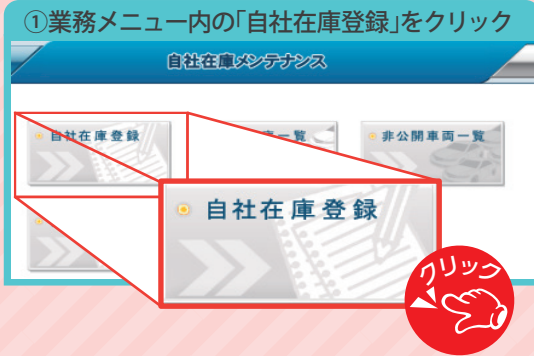 ①業務メニュー内の「自社在庫登録」をクリック
自社在庫メンテナンス
自社在庫登録
一覧
非公開車両一覧
自社在庫登録
クリック